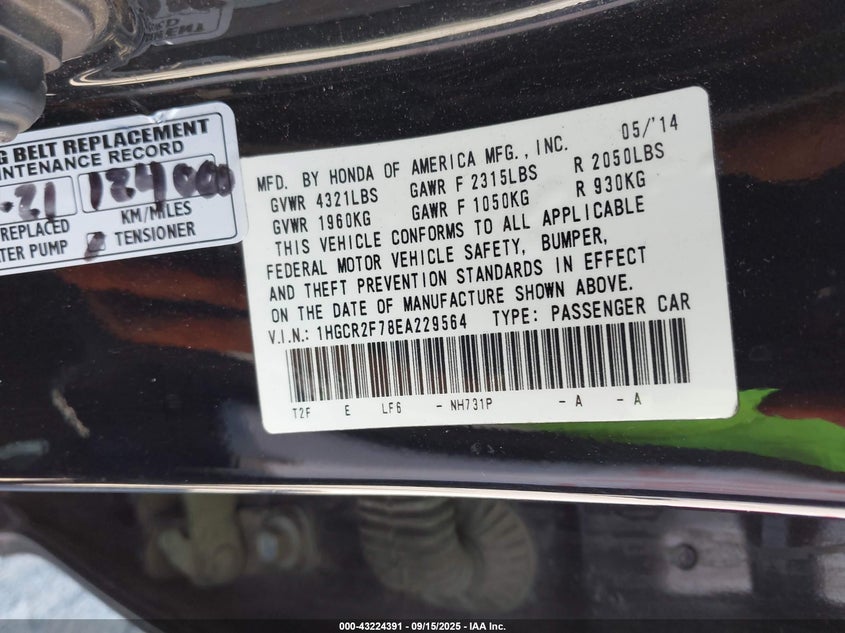 G BELT REPLACEMENT
INTENANCE RECORD
-21 124000
KM/MILES
REPLACED
TER PUMP TENSIONER
05/'14
MFD. BY HONDA OF AMERICA MFG., INC.
GVWR 4321LBS GAWR F 2315LBS R 2050LBS
GVWR 1960KG GAWR F 1050KG R 930KG
THIS VEHICLE CONFORMS TO ALL APPLICABLE
FEDERAL MOTOR VEHICLE SAFETY, BUMPER,
AND THEFT PREVENTION STANDARDS IN EFFECT
ON THE DATE OF MANUFACTURE SHOWN ABOVE.
V.I.N.: 1HGCR2F78EA229564 TYPE: PASSENGER CAR
T2F E LF6 - NH731P - A - A
000-43224391 - 09/15/2025 - IAA Inc.